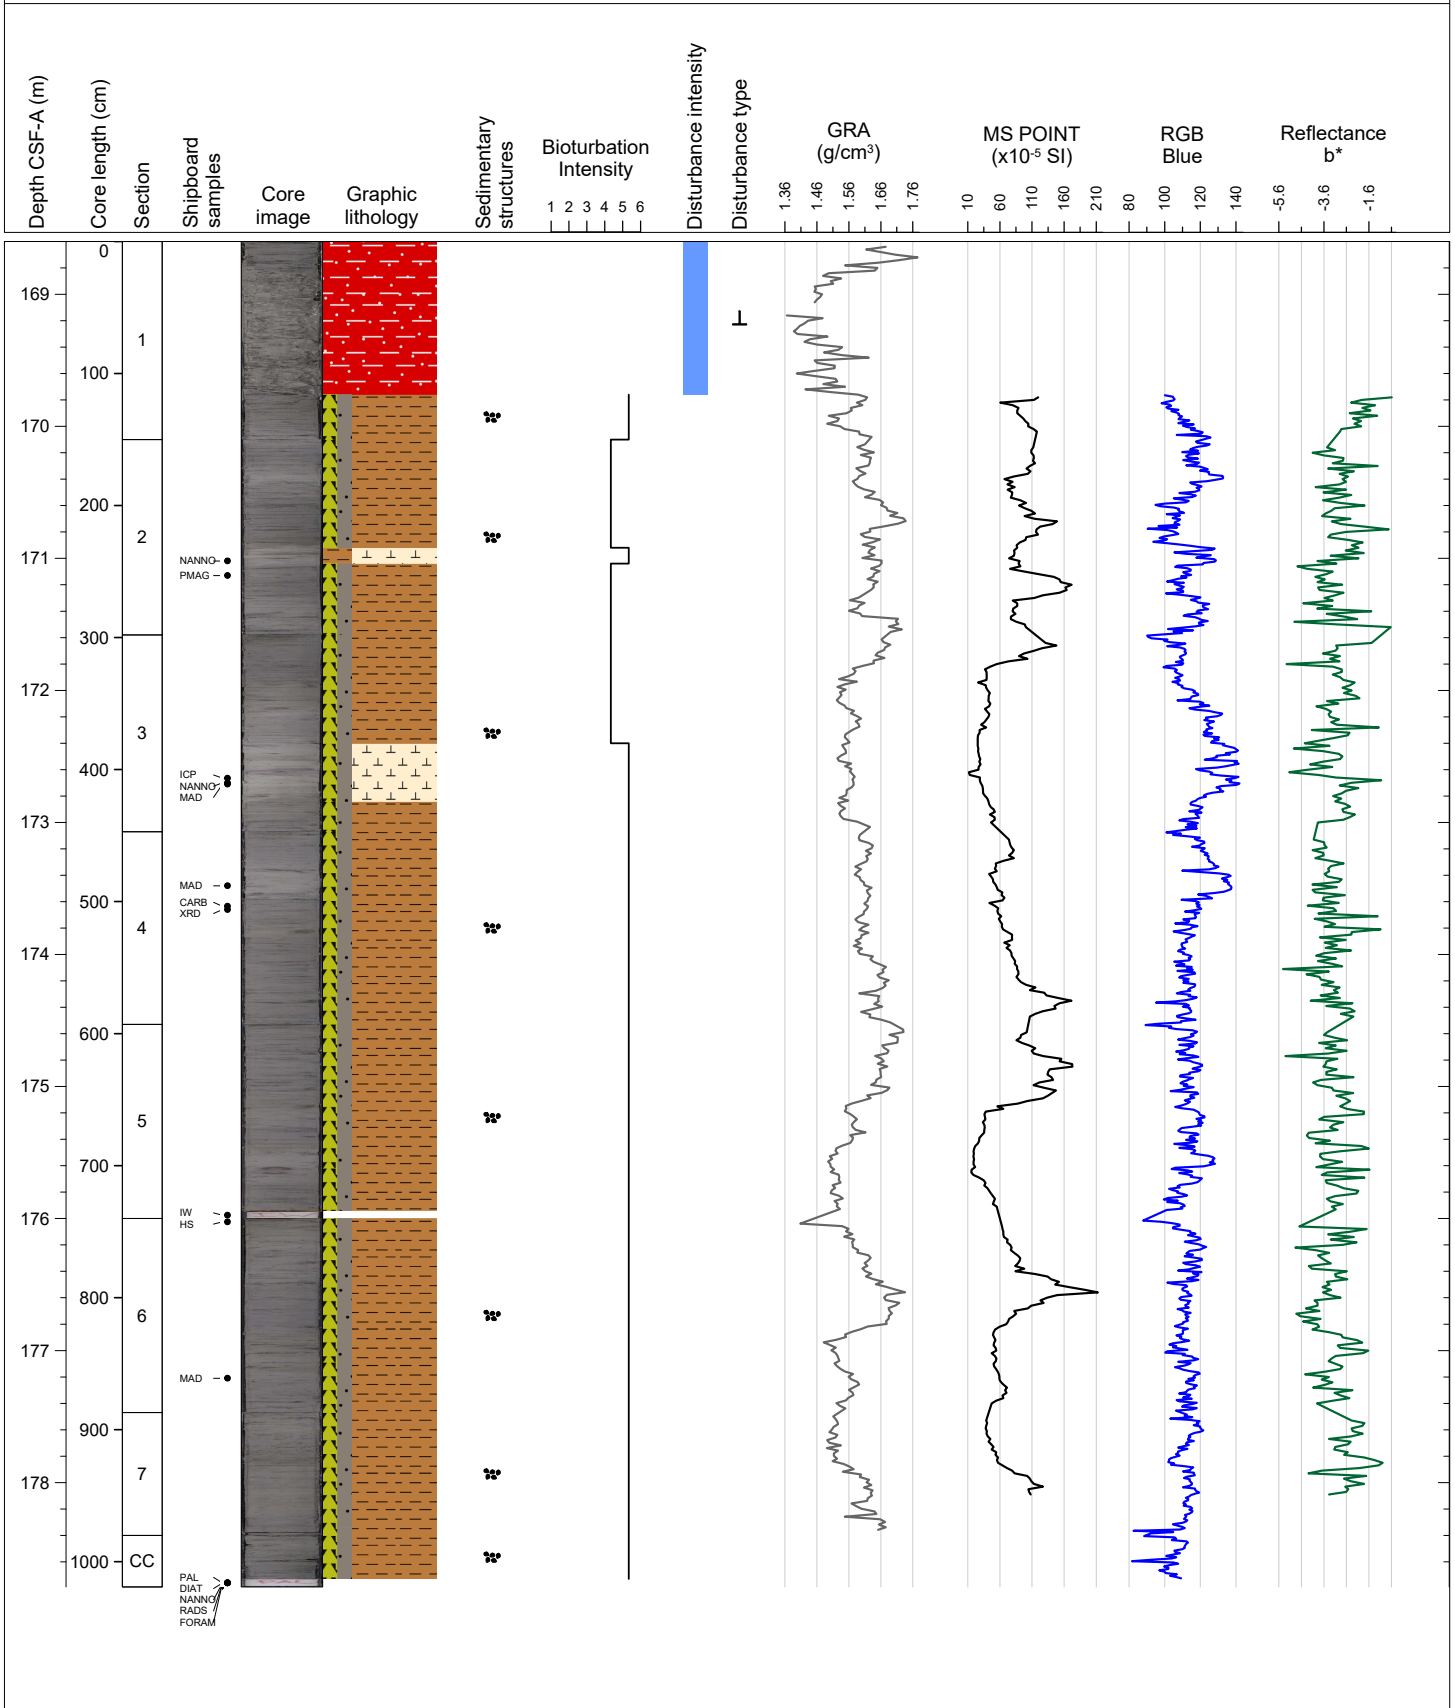 Depth CSF-A (m)
Core length (cm)
Section
Shipboard
samples
Core
image
Graphic
lithology
Sedimentary
structures
Bioturbation
Intensity
1 2 3 4 5 6
Disturbance intensity
Disturbance type
GRA
(g/cm³)
1.36 1.46 1.56 1.66 1.76
MS POINT
(x10⁻⁵ SI)
10 60 110 160 210
RGB
Blue
80 100 120 140
Reflectance
b*
-5.6 -3.6 -1.6
0
169
1
100
170
200
2
171
NANNO
PMAG
300
172
3
400
ICP
NANNO
MAD
173
MAD
500
CARB
XRD
4
174
600
175
5
700
IW
176
HS
800
6
177
MAD
900
7
178
1000
CC
PAL
DIAT
NANNO
RADS
FORAM